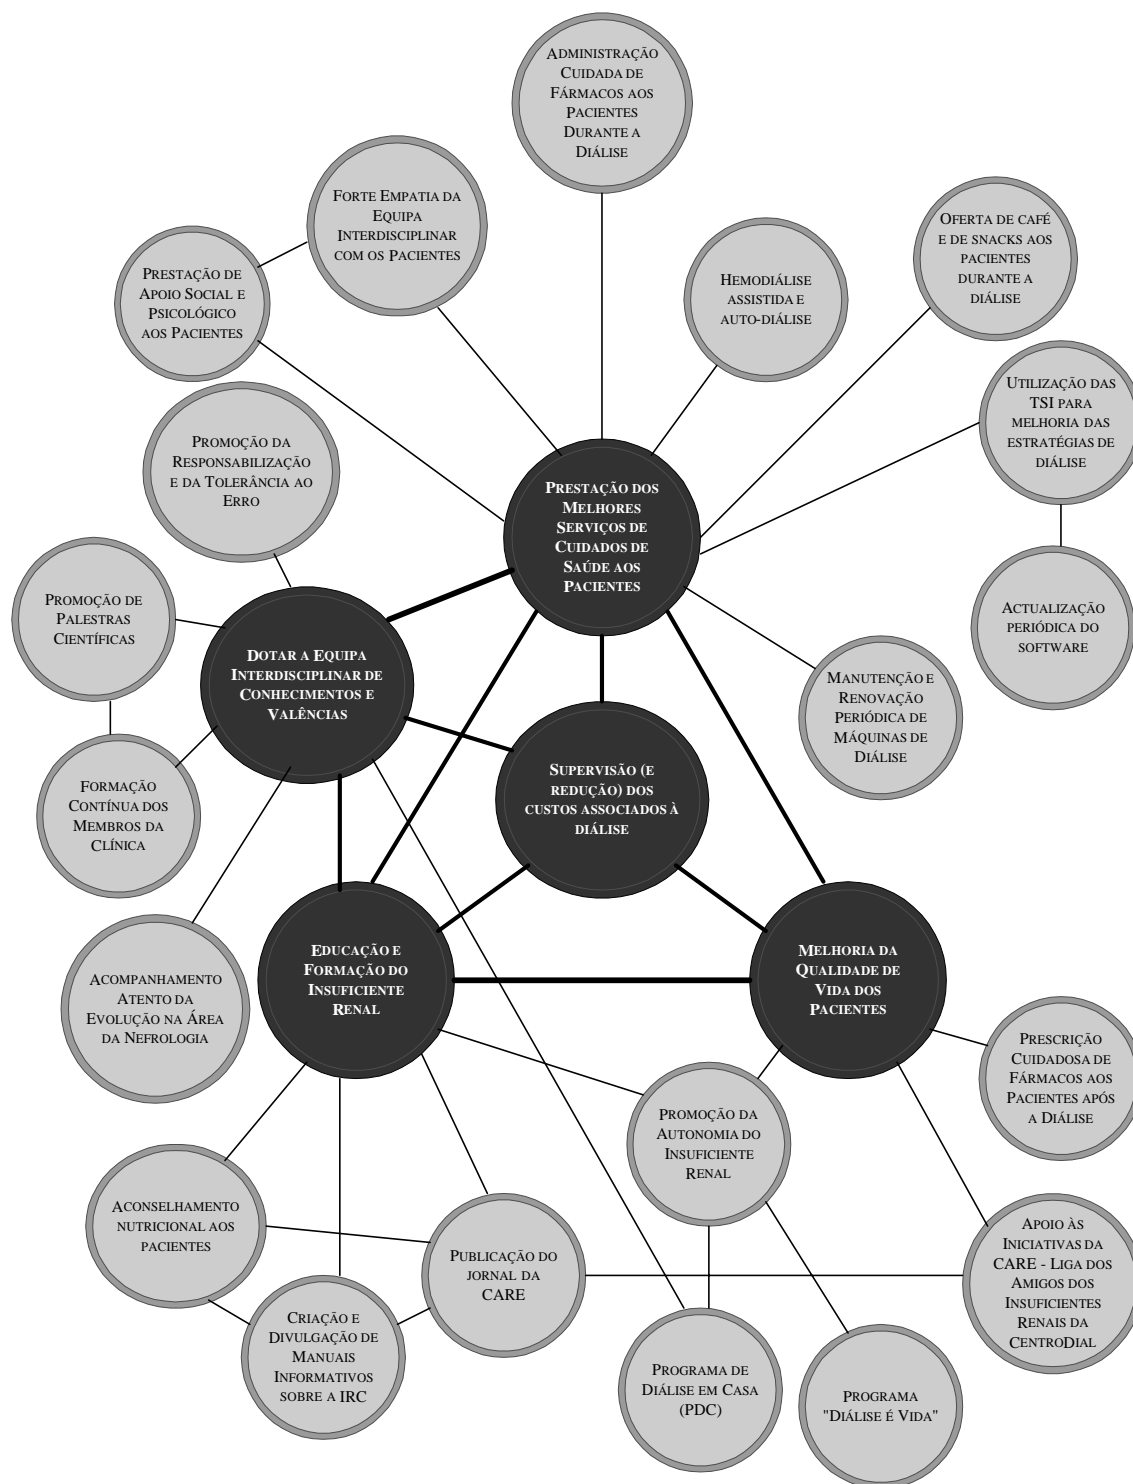 ADMINISTRAÇÃO
CUIDADA DE
FÁRMACOS AOS
PACIENTES
DURANTE A
DIÁLISE
FORTE EMPATIA DA
EQUIPA
INTERDISCIPLINAR
COM OS PACIENTES
OFERTA DE CAFÉ
E DE SNACKS AOS
PACIENTES
DURANTE A
DIÁLISE
PRESTAÇÃO DE
APOIO SOCIAL E
PSICOLÓGICO
AOS PACIENTES
HEMODIÁLISE
ASSISTIDA E
AUTO-DIÁLISE
UTILIZAÇÃO DAS
TSI PARA
MELHORIA DAS
ESTRATÉGIAS DE
DIÁLISE
PROMOÇÃO DA
RESPONSABILIZAÇÃO
E DA TOLERÂNCIA AO
ERRO
PRESTAÇÃO DOS
MELHORES
SERVIÇOS DE
CUIDADOS DE
SAÚDE AOS
PACIENTES
PROMOÇÃO DE
PALESTRAS
CIENTÍFICAS
ACTUALIZAÇÃO
PERIÓDICA DO
SOFTWARE
DOTAR A EQUIPA
INTERDISCIPLINAR DE
CONHECIMENTOS E
VALÊNCIAS
MANUTENÇÃO E
RENOVAÇÃO
PERIÓDICA DE
MÁQUINAS DE
DIÁLISE
SUPERVISÃO (E
REDUÇÃO) DOS
CUSTOS ASSOCIADOS À
DIÁLISE
FORMAÇÃO
CONTÍNUA DOS
MEMBROS DA
CLÍNICA
EDUCAÇÃO E
FORMAÇÃO DO
INSUFICIENTE
RENAL
MELHORIA DA
QUALIDADE DE
VIDA DOS
PACIENTES
ACOMPANHAMENTO
ATENTO DA
EVOLUÇÃO NA ÁREA
DA NEFROLOGIA
PRESCRIÇÃO
CUIDADOSA DE
FÁRMACOS AOS
PACIENTES APÓS
A DIÁLISE
PROMOÇÃO DA
AUTONOMIA DO
INSUFICIENTE
RENAL
ACONSELHAMENTO
NUTRICIONAL AOS
PACIENTES
PUBLICAÇÃO DO
JORNAL DA
CARE
APOIO ÀS
INICIATIVAS DA
CARE - LIGA DOS
AMIGOS DOS
INSUFICIENTES
RENAIS DA
CENTRODIAL
CRIAÇÃO E
DIVULGAÇÃO DE
MANUAIS
INFORMATIVOS
SOBRE A IRC
PROGRAMA DE
DIÁLISE EM CASA
(PDC)
PROGRAMA
"DIÁLISE É VIDA"